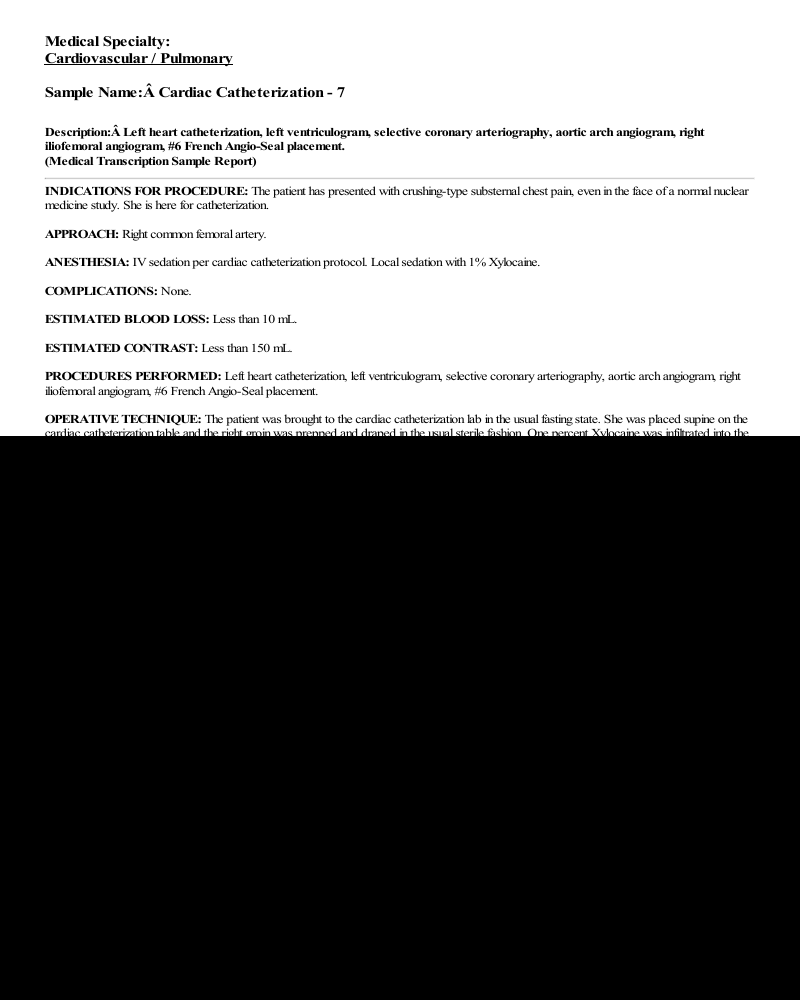 Medical Specialty:
Cardiovascular / Pulmonary
Sample Name:Â Cardiac Catheterization - 7
Description:Â Left heart catheterization, left ventriculogram, selective coronary arteriography, aortic arch angiogram, right
iliofemoral angiogram, #6 French Angio-Seal placement.
(Medical Transcription Sample Report)
INDICATIONS FOR PROCEDURE: The patient has presented with crushing-type substernal chest pain, even in the face of a normal nuclear
medicine study. She is here for catheterization.
APPROACH: Right common femoral artery.
ANESTHESIA: IV sedation per cardiac catheterization protocol. Local sedation with 1% Xylocaine.
COMPLICATIONS: None.
ESTIMATED BLOOD LOSS: Less than 10 mL.
ESTIMATED CONTRAST: Less than 150 mL.
PROCEDURES PERFORMED: Left heart catheterization, left ventriculogram, selective coronary arteriography, aortic arch angiogram, right
iliofemoral angiogram, #6 French Angio-Seal placement.
OPERATIVE TECHNIQUE: The patient was brought to the cardiac catheterization lab in the usual fasting state. She was placed supine on the
cardiac catheterization table and the right groin was prepped and draped in the usual sterile fashion. One percent Xylocaine was infiltrated into the